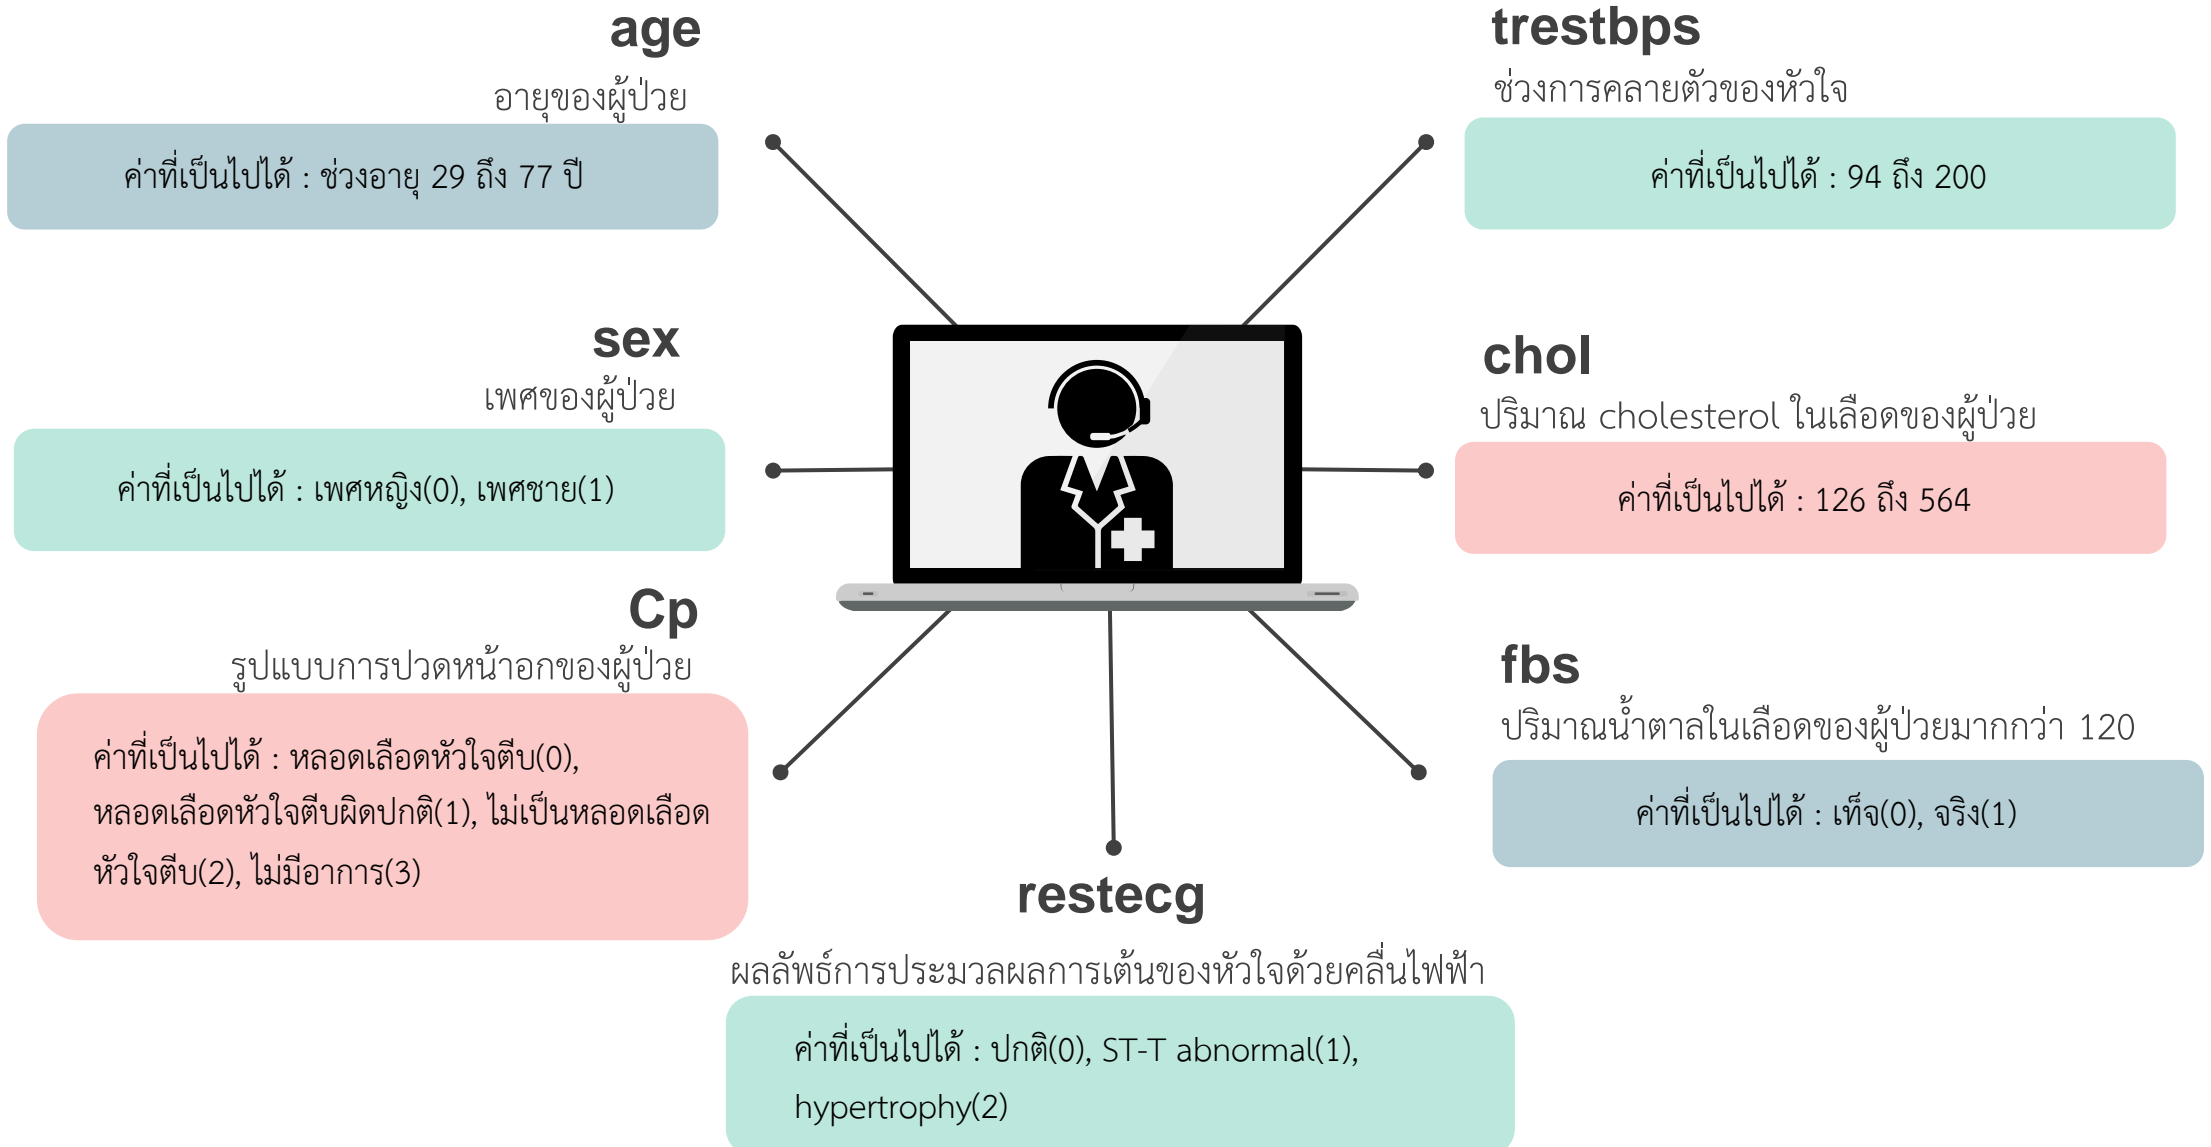 age
อายุของผู้ป่วย
ค่าที่เป็นไปได้ : ช่วงอายุ 29 ถึง 77 ปี
sex
เพศของผู้ป่วย
ค่าที่เป็นไปได้ : เพศหญิง(0), เพศชาย(1)
Cp
รูปแบบการปวดหน้าอกของผู้ป่วย
ค่าที่เป็นไปได้ : หลอดเลือดหัวใจตีบ(0),
หลอดเลือดหัวใจตีบผิดปกติ(1), ไม่เป็นหลอดเลือด
หัวใจตีบ(2), ไม่มีอาการ(3)
restecg
ผลลัพธ์การประมวลผลการเต้นของหัวใจด้วยคลื่นไฟฟ้า
ค่าที่เป็นไปได้ : ปกติ(0), ST-T abnormal(1),
hypertrophy(2)
trestbps
ช่วงการคลายตัวของหัวใจ
ค่าที่เป็นไปได้ : 94 ถึง 200
chol
ปริมาณ cholesterol ในเลือดของผู้ป่วย
ค่าที่เป็นไปได้ : 126 ถึง 564
fbs
ปริมาณน้ำตาลในเลือดของผู้ป่วยมากกว่า 120
ค่าที่เป็นไปได้ : เท็จ(0), จริง(1)